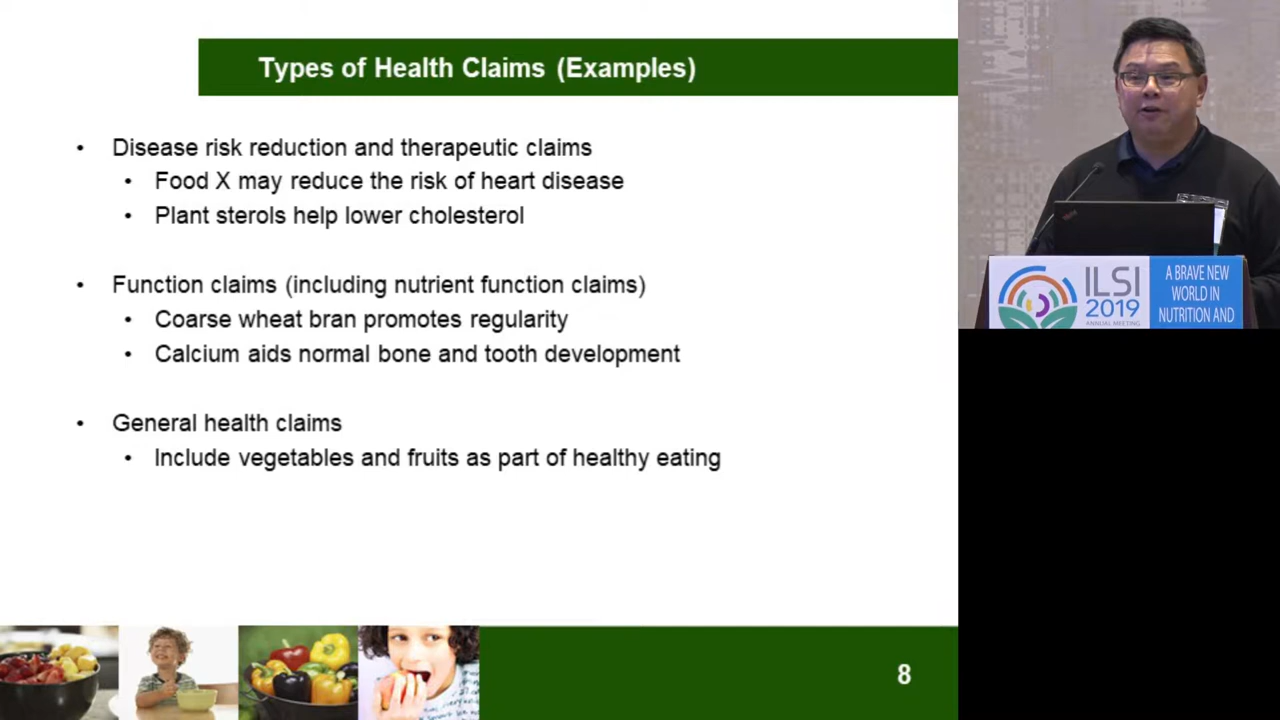 Types of Health Claims (Examples)
• Disease risk reduction and therapeutic claims
• Food X may reduce the risk of heart disease
• Plant sterols help lower cholesterol
• Function claims (including nutrient function claims)
• Coarse wheat bran promotes regularity
• Calcium aids normal bone and tooth development
• General health claims
• Include vegetables and fruits as part of healthy eating
8
ILSI
2019
ANNUAL MEETING
A BRAVE NEW
WORLD IN
NUTRITION AND